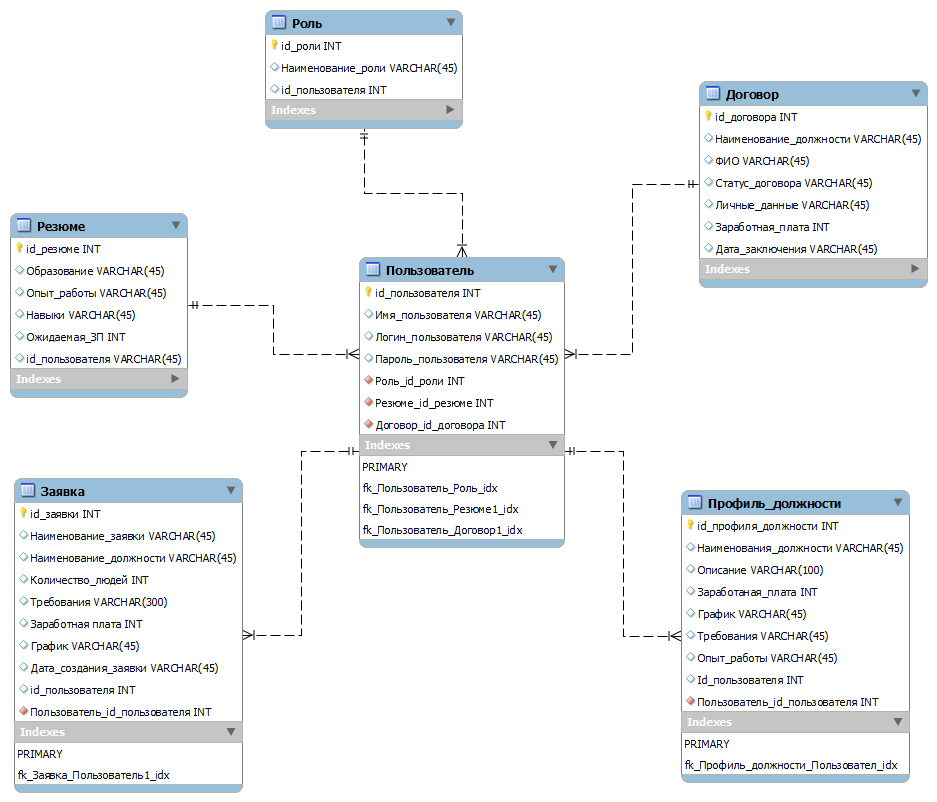 Роль
id_роли INT
Наименование_роли VARCHAR(45)
id_пользователя INT
Indexes
Договор
id_договора INT
Наименование_должности VARCHAR(45)
ФИО VARCHAR(45)
Статус_договора VARCHAR(45)
Личные_данные VARCHAR(45)
Заработная_плата INT
Дата_заключения VARCHAR(45)
Indexes
Резюме
id_резюме INT
Образование VARCHAR(45)
Опыт_работы VARCHAR(45)
Навыки VARCHAR(45)
Ожидаемая_ЗП INT
id_пользователя VARCHAR(45)
Indexes
Пользователь
id_пользователя INT
Имя_пользователя VARCHAR(45)
Логин_пользователя VARCHAR(45)
Пароль_пользователя VARCHAR(45)
Роль_id_роли INT
Резюме_id_резюме INT
Договор_id_договора INT
Indexes
PRIMARY
fk_Пользователь_Роль_idx
fk_Пользователь_Резюме1_idx
fk_Пользователь_Договор1_idx
Заявка
id_заявки INT
Наименование_заявки VARCHAR(45)
Наименование_должности VARCHAR(45)
Количество_людей INT
Требования VARCHAR(300)
Заработная плата INT
График VARCHAR(45)
Дата_создания_заявки VARCHAR(45)
id_пользователя INT
Пользователь_id_пользователя INT
Indexes
PRIMARY
fk_Заявка_Пользователь1_idx
Профиль_должности
id_профиля_должности INT
Наименования_должности VARCHAR(45)
Описание VARCHAR(100)
Заработаная_плата INT
График VARCHAR(45)
Требования VARCHAR(45)
Опыт_работы VARCHAR(45)
Id_пользователя INT
Пользователь_id_пользователя INT
Indexes
PRIMARY
fk_Профиль_должности_Пользовател_idx